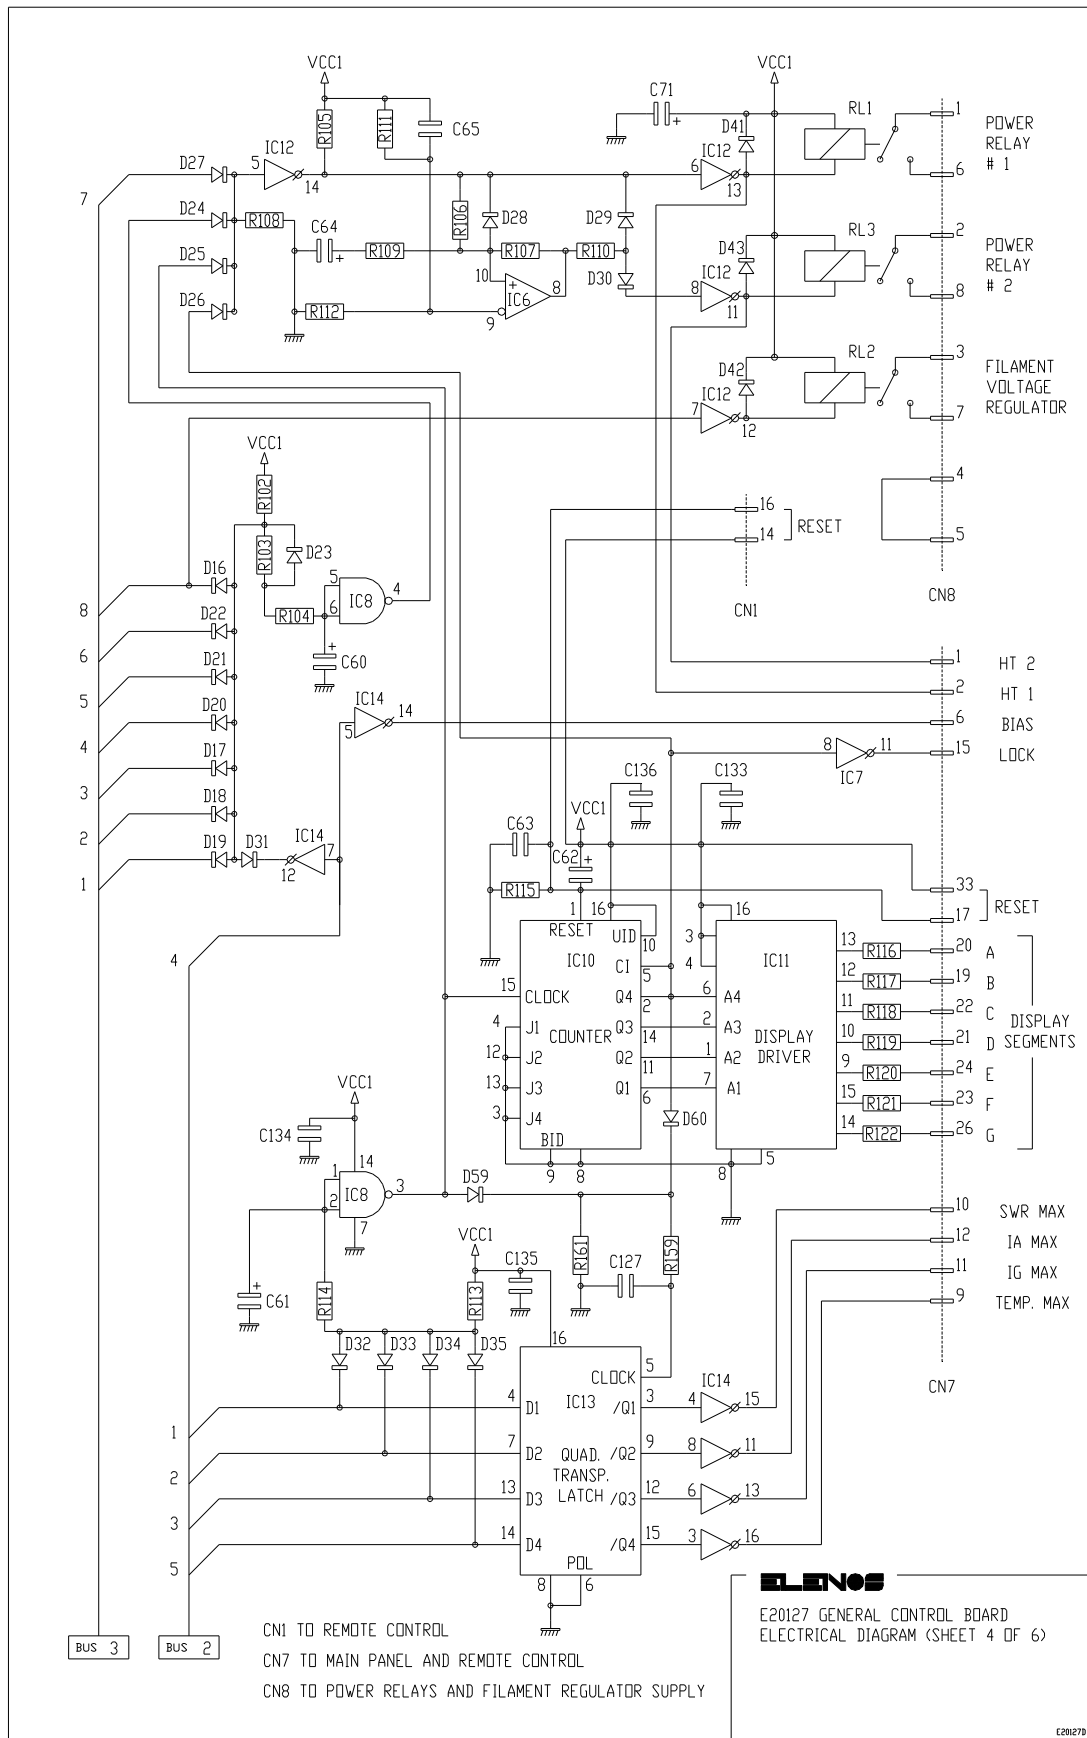 VCC1
VCC1
C71
RL1
1
POWER
RELAY
# 1
6
R105
R111
C65
D41
IC12
6
13
D27
5
IC12
14
7
D24
R108
C64
+
R109
R106
D28
R107
D29
R110
D30
D25
D26
R112
10
+
IC6
8
9
8
IC12
11
D43
RL3
2
POWER
RELAY
# 2
8
RL2
3
FILAMENT
VOLTAGE
REGULATOR
7
D42
IC12
7
12
VCC1
R102
R103
D23
R104
5
6
IC8
4
+
C60
16
14
RESET
CN1
4
5
CN8
D16
8
D22
6
D21
5
D20
4
D17
3
D18
2
D19
D31
1
IC14
12
7
4
IC14
5
14
1 HT 2
2 HT 1
6 BIAS
15 LOCK
8
11
IC7
C136
C133
VCC1
C63
C62
+
R115
33
17
RESET
1
16
RESET
UID
10
IC10
CI
5
15
CLOCK
Q4
2
4
J1
Q3
14
COUNTER
12
J2
Q2
11
13
J3
Q1
6
3
J4
BID
9
8
16
3
4
IC11
6
A4
2
A3
DISPLAY
DRIVER
1
A2
7
A1
8
5
13 R116 20 A
12 R117 19 B
11 R118 22 C
10 R119 21 D
9 R120 24 E
15 R121 23 F
14 R122 26 G
DISPLAY
SEGMENTS
D60
VCC1
C134
14
1
2
IC8
3
7
D59
VCC1
C135
R161
C127
R159
+
C61
R114
R113
10 SWR MAX
12 IA MAX
11 IG MAX
9 TEMP. MAX
CN7
D32
D33
D34
D35
16
5
CLOCK
IC13
4
D1
/Q1
3
7
D2
/Q2
9
QUAD.
TRANSP.
LATCH
13
D3
/Q3
12
14
D4
/Q4
15
POL
8
6
IC14
4
15
8
11
6
13
3
16
1
2
3
5
BUS 3
BUS 2
CN1 TO REMOTE CONTROL
CN7 TO MAIN PANEL AND REMOTE CONTROL
CN8 TO POWER RELAYS AND FILAMENT REGULATOR SUPPLY
ELENOS
E20127 GENERAL CONTROL BOARD
ELECTRICAL DIAGRAM (SHEET 4 OF 6)
E20127D